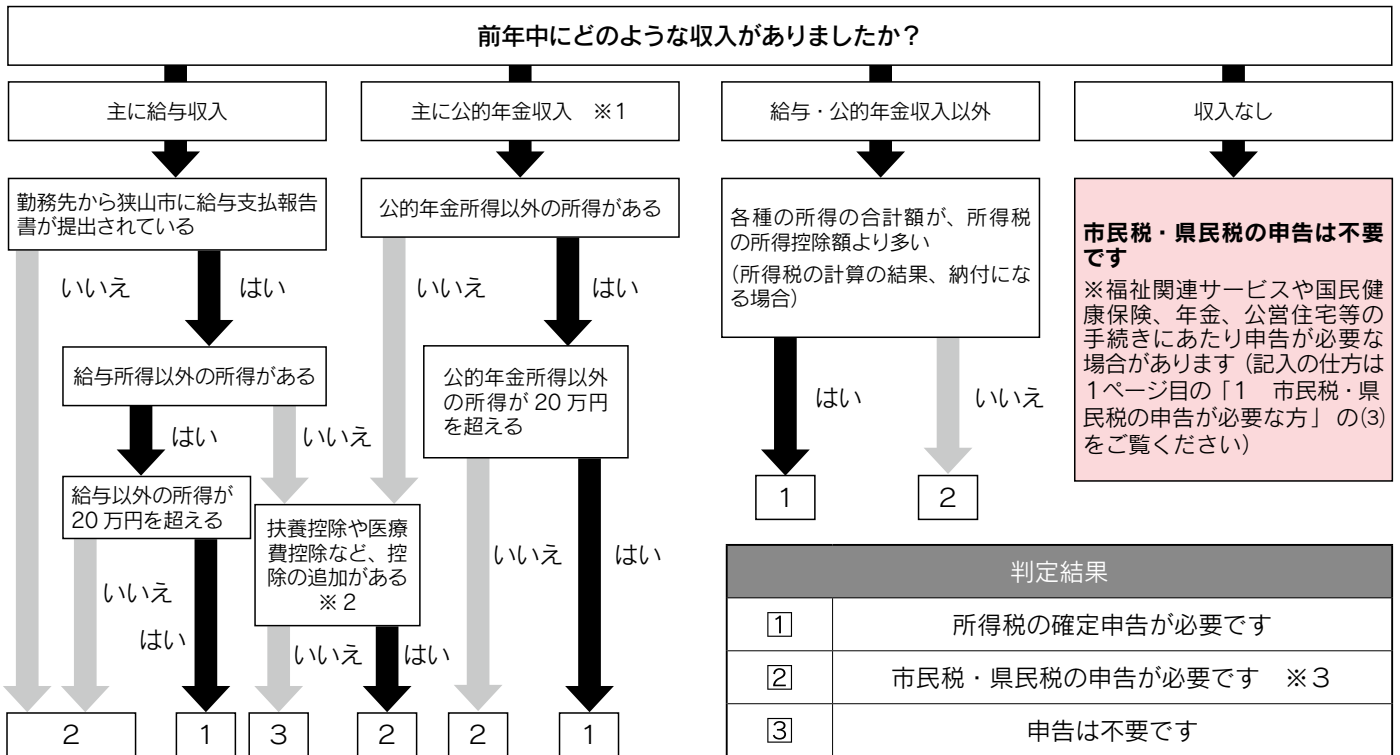 前年中にどのような収入がありましたか？
主に給与収入
主に公的年金収入　※１
給与・公的年金収入以外
収入なし
勤務先から狭山市に給与支払報告
書が提出されている
いいえ
はい
給与所得以外の所得がある
はい
いいえ
給与以外の所得が
20 万円を超える
いいえ
はい
公的年金所得以外の所得がある
いいえ
はい
公的年金所得以外
の所得が 20 万円
を超える
扶養控除や医療
費控除など、控
除の追加がある
※２
いいえ
はい
いいえ
はい
2
1
3
2
2
1
各種の所得の合計額が、所得税
の所得控除額より多い
（所得税の計算の結果、納付にな
る場合）
はい
いいえ
1
2
市民税・県民税の申告は不要
です
※福祉関連サービスや国民健
康保険、年金、公営住宅等の
手続きにあたり申告が必要な
場合があります（記入の仕方は
１ページ目の「１　市民税・県
民税の申告が必要な方」の(3)
をご覧ください）
判定結果
1 所得税の確定申告が必要です
2 市民税・県民税の申告が必要です　※３
3 申告は不要です